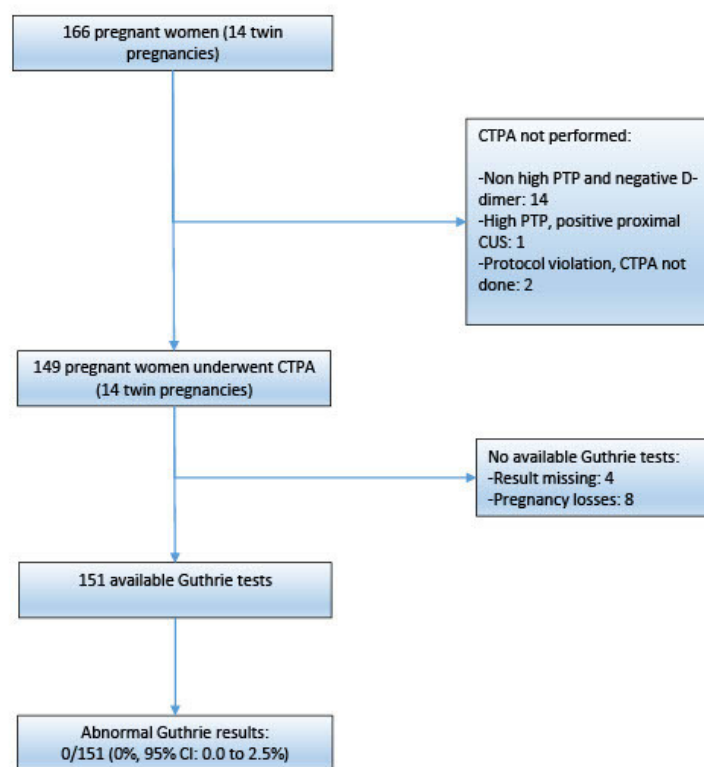 166 pregnant women (14 twin
pregnancies)
CTPA not performed:
-Non high PTP and negative D-
dimer: 14
-High PTP, positive proximal
CUS: 1
-Protocol violation, CTPA not
done: 2
149 pregnant women underwent CTPA
(14 twin pregnancies)
No available Guthrie tests:
-Result missing: 4
-Pregnancy losses: 8
151 available Guthrie tests
Abnormal Guthrie results:
0/151 (0%, 95% CI: 0.0 to 2.5%)